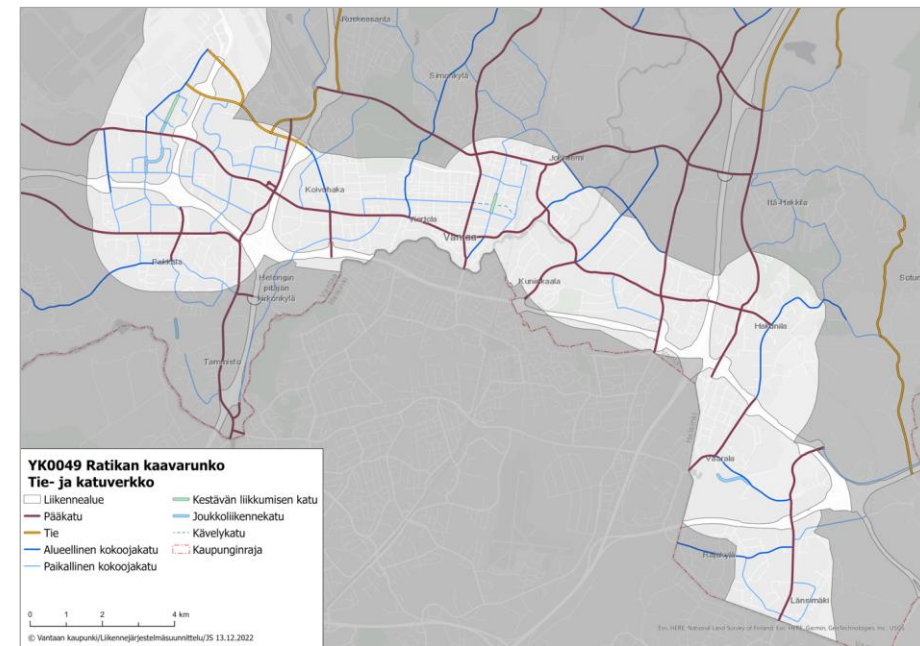 Ruskeasanta
Simonkylä
Jokiniemi
Koivuhaka
Itä-Hakkila
Viertola
Vantaa
Pakkala
Helsingin
pitäjän
kirkonkylä
Kuninkaala
Hakunila
Tammisto
Vaarala
Rajakylä
Länsimäki
YK0049 Ratikan kaavarunko
Tie- ja katuverkko
Liikennealue
Pääkatu
Tie
Alueellinen kokoojakatu
Paikallinen kokoojakatu
Kestävän liikkumisen katu
Joukkoliikennekatu
Kävelykatu
Kaupunginraja
0 1 2 4 km
© Vantaan kaupunki/Liikennejärjestelmäsuunnittelu/JS 13.12.2022
Esri, HERE, National Land Survey of Finland, Esri, HERE, Garmin, GeoTechnologies, Inc., USGS